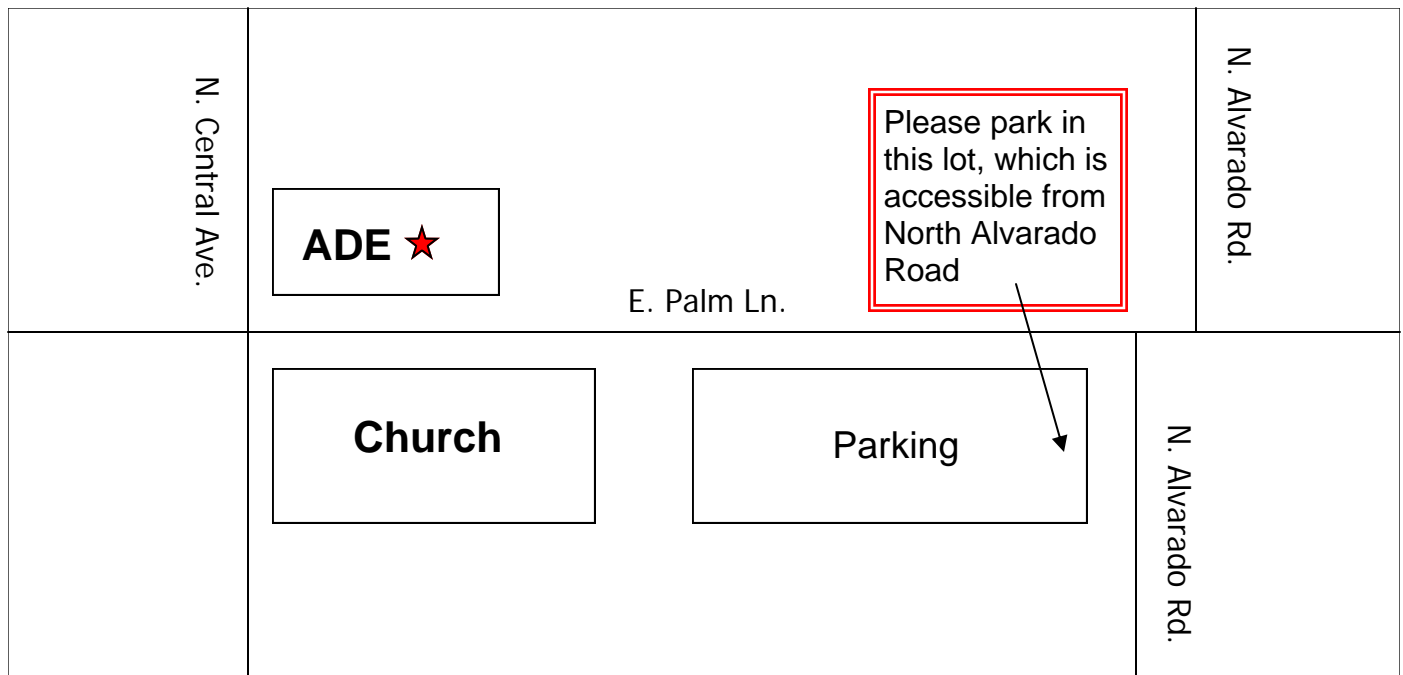 N. Central Ave.
N. Alvarado Rd.
Please park in
this lot, which is
accessible from
North Alvarado
Road
ADE
E. Palm Ln.
Church
Parking
N. Alvarado Rd.